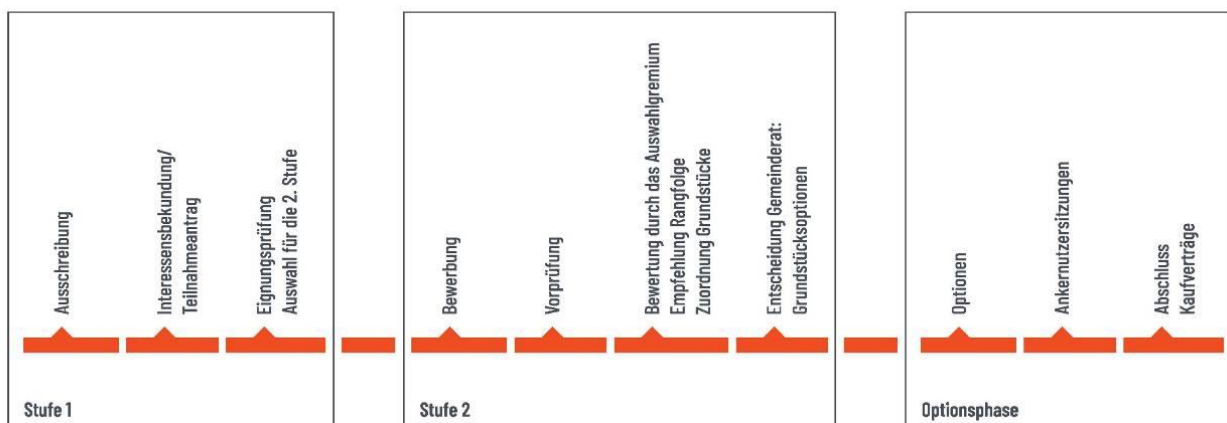 Ausschreibung
Interessensbekundung/
Teilnahmeantrag
Eignungsprüfung
Auswahl für die 2. Stufe
Stufe 1
Bewerbung
Vorprüfung
Bewertung durch das Auswahlgremium
Empfehlung Rangfolge
Zuordnung Grundstücke
Entscheidung Gemeinderat:
Grundstücksoptionen
Stufe 2
Optionen
Ankernutzersitzungen
Abschluss
Kaufverträge
Optionsphase